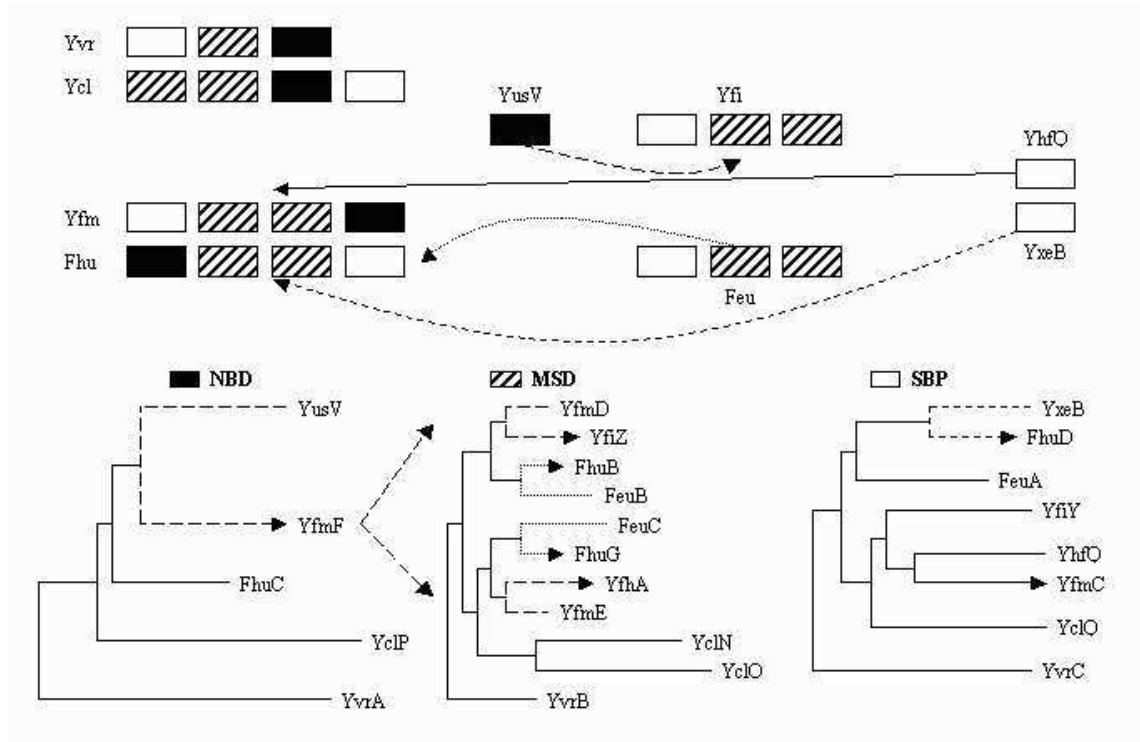 Yvr
Ycl
YusV
Yfi
YhfQ
Yfm
YxeB
Fhu
Feu
NBD
MSD
SBP
YusV
YfmF
FhuC
YclP
YvrA
YfmD
YfiZ
FhuB
FeuB
FeuC
FhuG
YfhA
YfmE
YclN
YclO
YvrB
YxeB
FhuD
FeuA
YfiY
YhfQ
YfmC
YclQ
YvrC